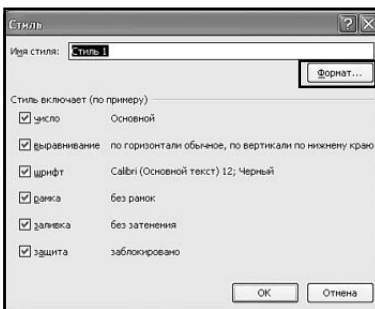 Стиль
Имя стиля: Стиль 1
Формат...
Стиль включает (по примеру)
число Основной
выравнивание по горизонтали обычное, по вертикали по нижнему краю
шрифт Calibri (Основной текст) 12; Черный
рамка без рамок
заливка без затенения
защита заблокировано
ОК Отмена